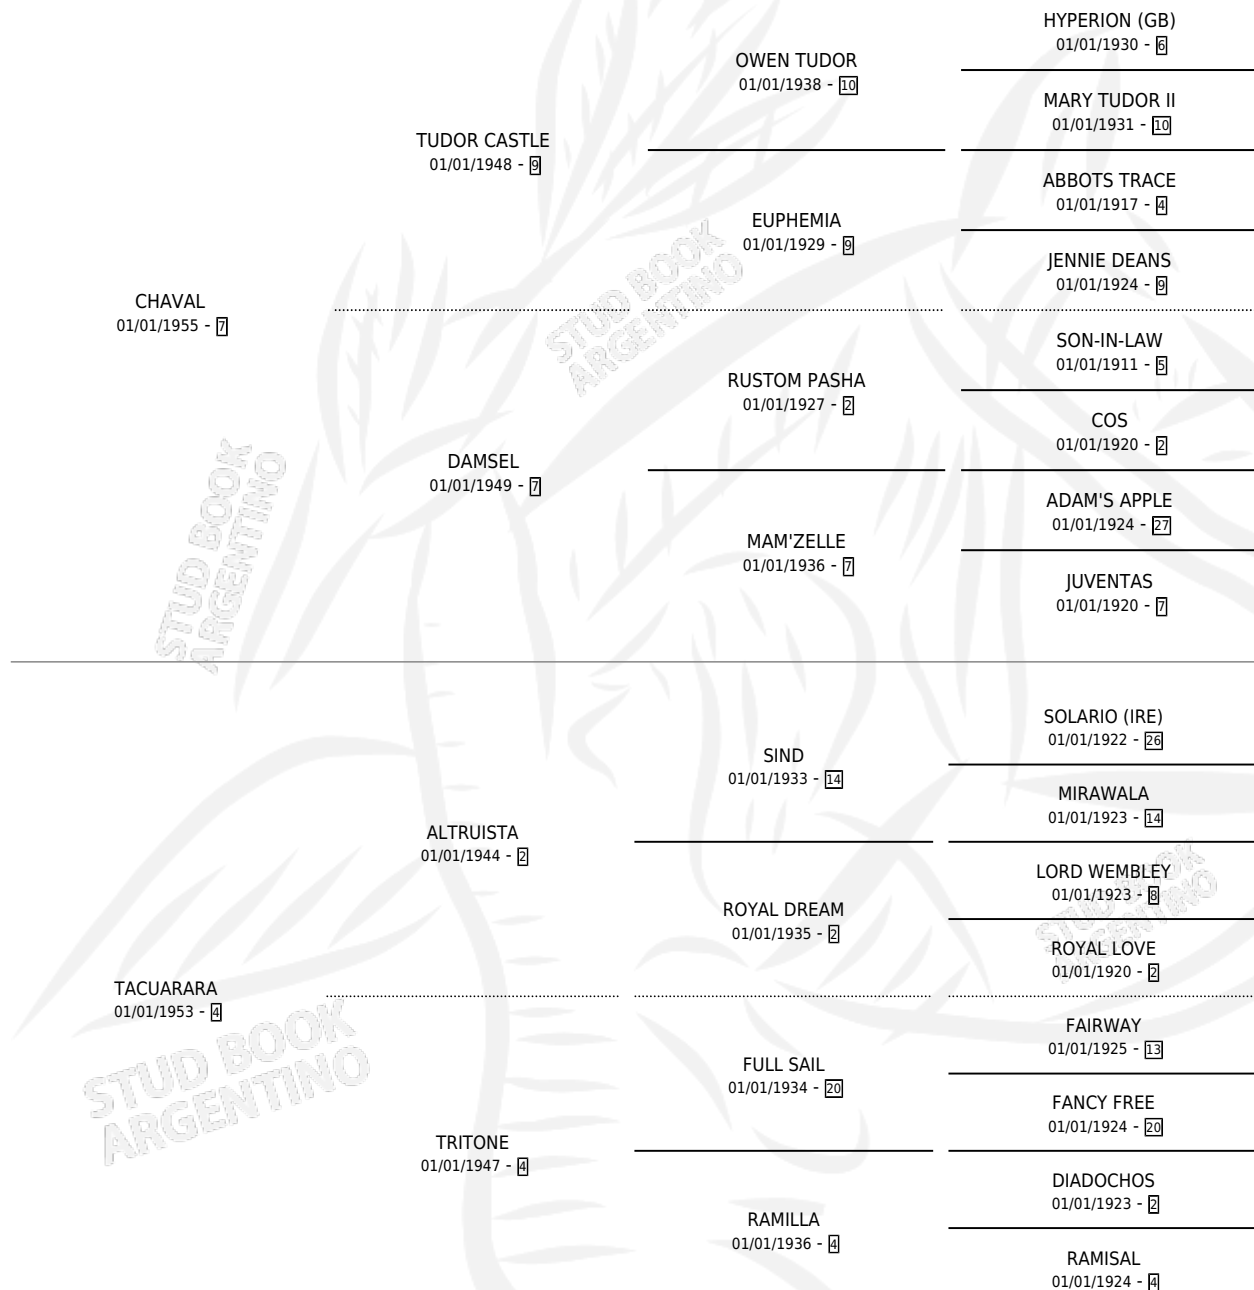 HYPERION (GB)
01/01/1930 - 6
OWEN TUDOR
01/01/1938 - 10
MARY TUDOR II
01/01/1931 - 10
TUDOR CASTLE
01/01/1948 - 9
ABBOTS TRACE
01/01/1917 - 4
EUPHEMIA
01/01/1929 - 9
JENNIE DEANS
01/01/1924 - 9
CHAVAL
01/01/1955 - 7
SON-IN-LAW
01/01/1911 - 5
RUSTOM PASHA
01/01/1927 - 2
COS
01/01/1920 - 2
DAMSEL
01/01/1949 - 7
ADAM'S APPLE
01/01/1924 - 27
MAM'ZELLE
01/01/1936 - 7
JUVENTAS
01/01/1920 - 7
STUD BOOK
ARGENTINO
STUD BOOK
ARGENTINO
SOLARIO (IRE)
01/01/1922 - 26
SIND
01/01/1933 - 14
MIRAWALA
01/01/1923 - 14
ALTRUISTA
01/01/1944 - 2
LORD WEMBLEY
01/01/1923 - 8
ROYAL DREAM
01/01/1935 - 2
ROYAL LOVE
01/01/1920 - 2
TACUARARA
01/01/1953 - 4
FAIRWAY
01/01/1925 - 13
FULL SAIL
01/01/1934 - 20
FANCY FREE
01/01/1924 - 20
TRITONE
01/01/1947 - 4
DIADOCHOS
01/01/1923 - 2
RAMILLA
01/01/1936 - 4
RAMISAL
01/01/1924 - 4
STUD BOOK
ARGENTINO
STUD BOOK
ARGENTINO